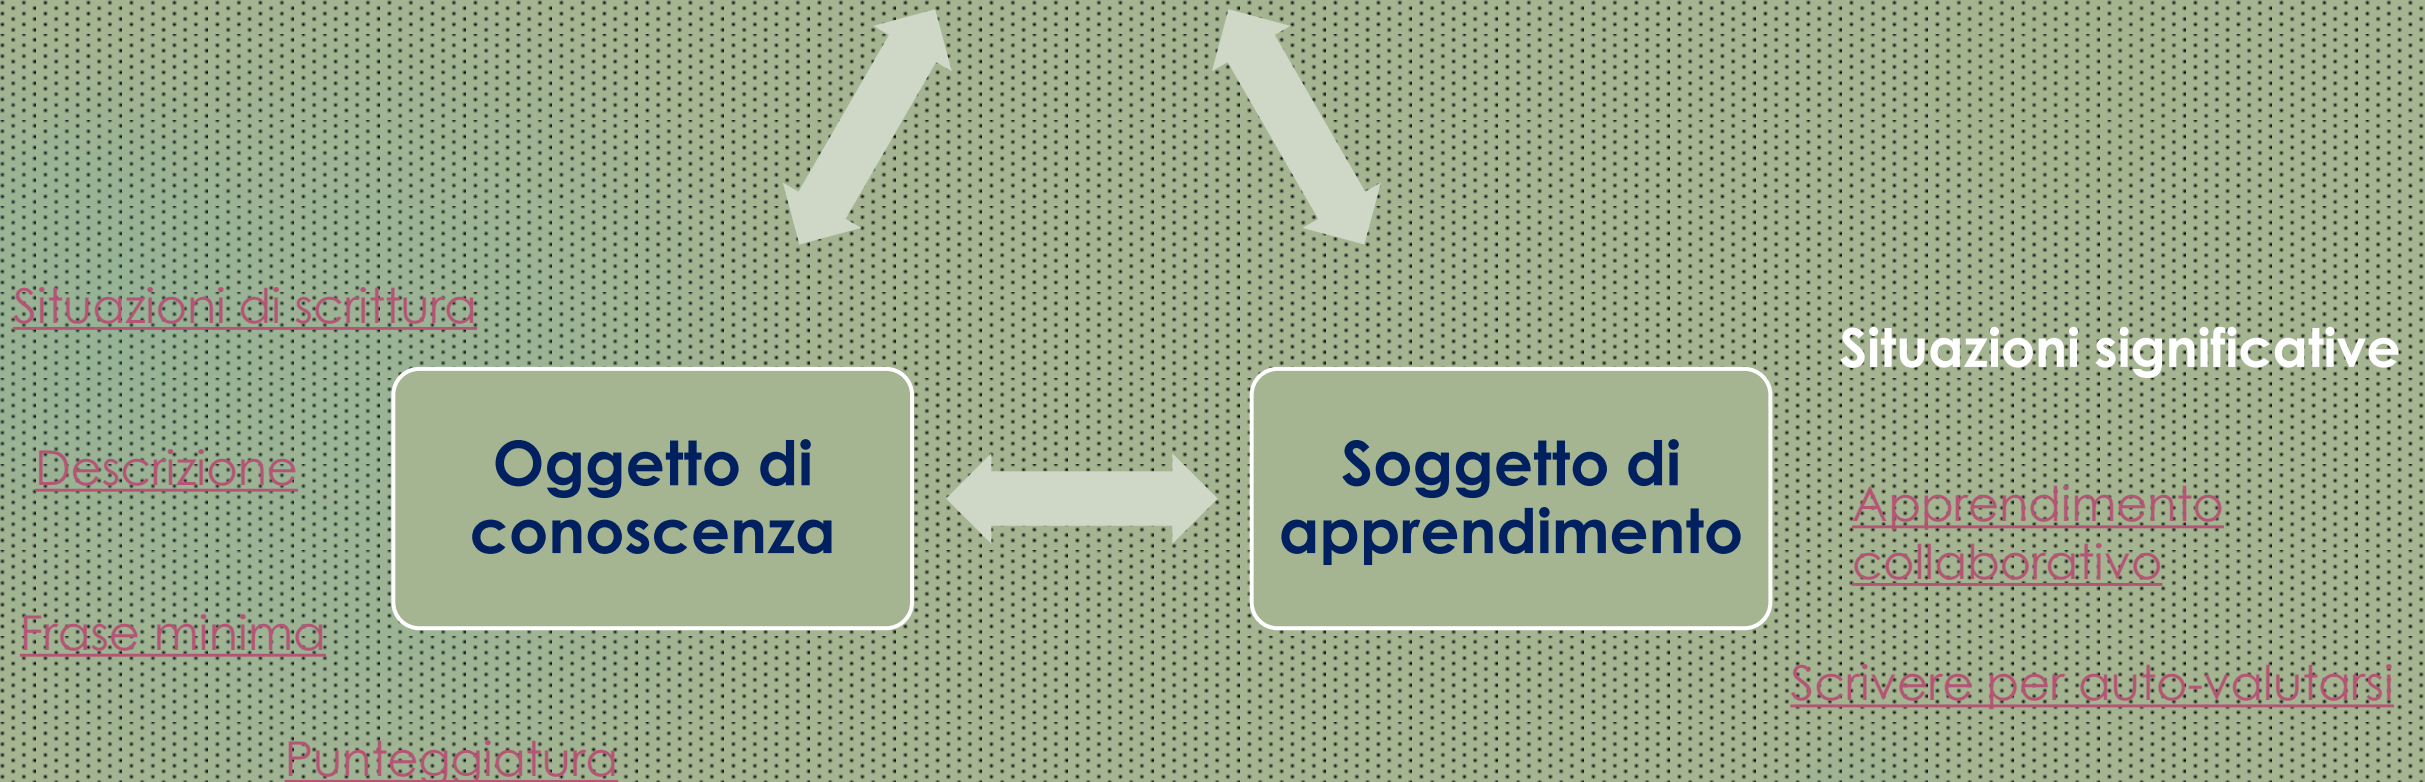 Situazioni di scrittura
Situazioni significative
Oggetto di
conoscenza
Soggetto di
apprendimento
Descrizione
Apprendimento
collaborativo
Frase minima
Scrivere per auto-valutarsi
Punteggiatura